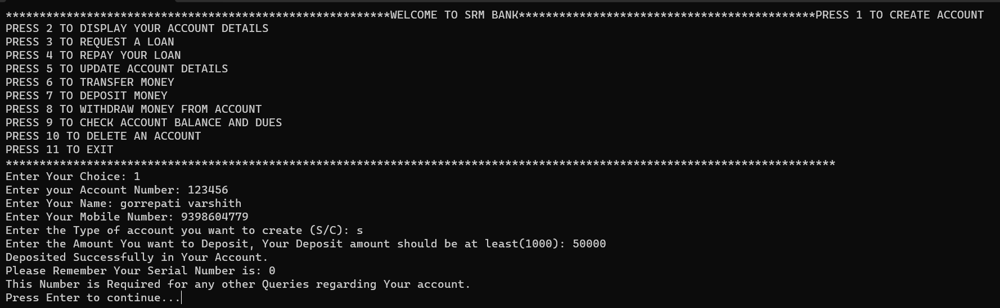 ***********************************************************WELCOME TO SRM BANK********************************************PRESS 1 TO CREATE ACCOUNT
PRESS 2 TO DISPLAY YOUR ACCOUNT DETAILS
PRESS 3 TO REQUEST A LOAN
PRESS 4 TO REPAY YOUR LOAN
PRESS 5 TO UPDATE ACCOUNT DETAILS
PRESS 6 TO TRANSFER MONEY
PRESS 7 TO DEPOSIT MONEY
PRESS 8 TO WITHDRAW MONEY FROM ACCOUNT
PRESS 9 TO CHECK ACCOUNT BALANCE AND DUES
PRESS 10 TO DELETE AN ACCOUNT
PRESS 11 TO EXIT
***************************************************************************************************************************
Enter Your Choice: 1
Enter your Account Number: 123456
Enter Your Name: gorrepati varshith
Enter Your Mobile Number: 9398604779
Enter the Type of account you want to create (S/C): s
Enter the Amount You want to Deposit, Your Deposit amount should be at least(1000): 50000
Deposited Successfully in Your Account.
Please Remember Your Serial Number is: 0
This Number is Required for any other Queries regarding Your account.
Press Enter to continue...